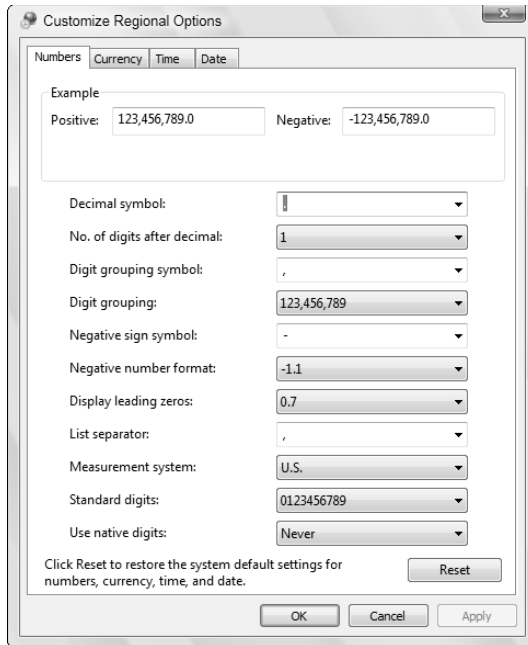 Customize Regional Options
Numbers Currency Time Date
Example
Positive: 123,456,789.0 Negative: -123,456,789.0
Decimal symbol: .
No. of digits after decimal: 1
Digit grouping symbol: ,
Digit grouping: 123,456,789
Negative sign symbol: -
Negative number format: -1.1
Display leading zeros: 0.7
List separator: ,
Measurement system: U.S.
Standard digits: 0123456789
Use native digits: Never
Click Reset to restore the system default settings for
numbers, currency, time, and date.
Reset
OK Cancel Apply